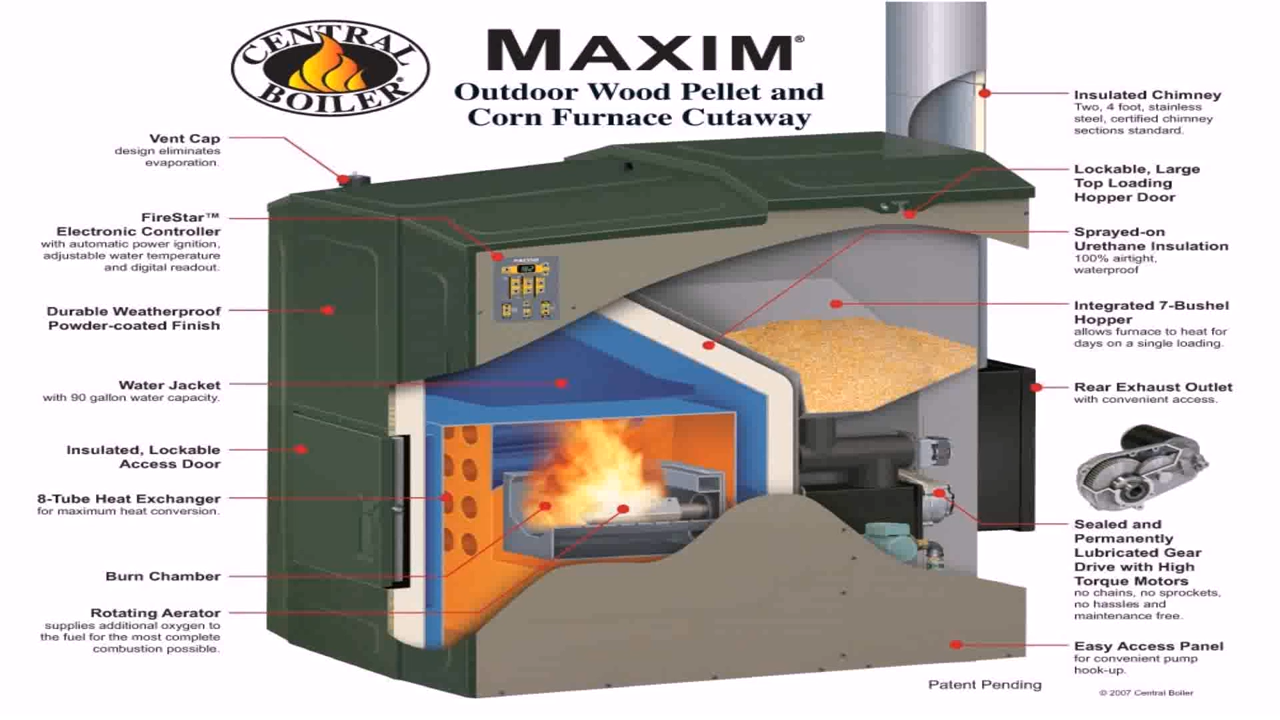 CENTRAL
BOILER®
MAXIM®
Outdoor Wood Pellet and
Corn Furnace Cutaway
Vent Cap
design eliminates
evaporation.
FireStar™
Electronic Controller
with automatic power ignition,
adjustable water temperature
and digital readout.
Durable Weatherproof
Powder-coated Finish
Water Jacket
with 90 gallon water capacity.
Insulated, Lockable
Access Door
8-Tube Heat Exchanger
for maximum heat conversion.
Burn Chamber
Rotating Aerator
supplies additional oxygen to
the fuel for the most complete
combustion possible.
Insulated Chimney
Two, 4 foot, stainless
steel, certified chimney
sections standard.
Lockable, Large
Top Loading
Hopper Door
Sprayed-on
Urethane Insulation
100% airtight,
waterproof
Integrated 7-Bushel
Hopper
allows furnace to heat for
days on a single loading.
Rear Exhaust Outlet
with convenient access.
Sealed and
Permanently
Lubricated Gear
Drive with High
Torque Motors
no chains, no sprockets,
no hassles and
maintenance free.
Easy Access Panel
for convenient pump
hook-up.
Patent Pending
© 2007 Central Boiler